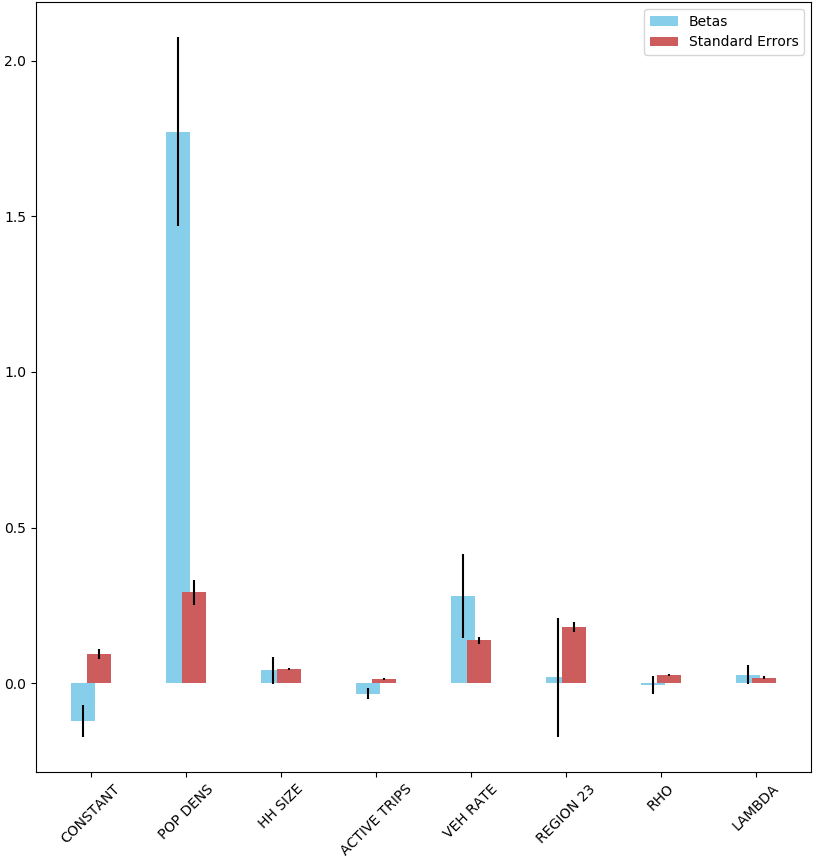 Betas
Standard Errors
2.0
1.5
1.0
0.5
0.0
CONSTANT
POP DENS
HH SIZE
ACTIVE TRIPS
VEH RATE
REGION 23
RHO
LAMBDA